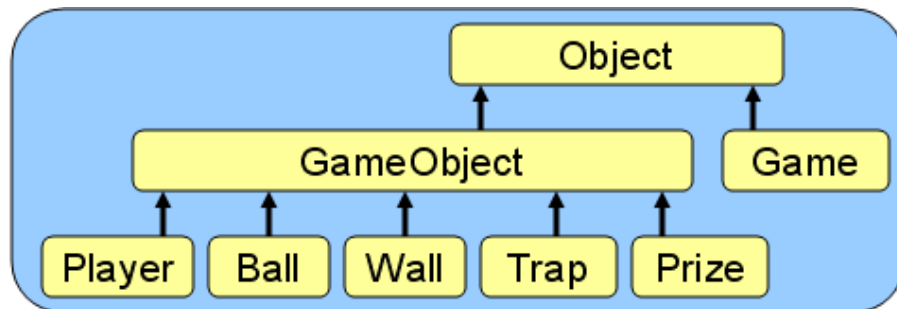 Object
GameObject
Game
Player
Ball
Wall
Trap
Prize